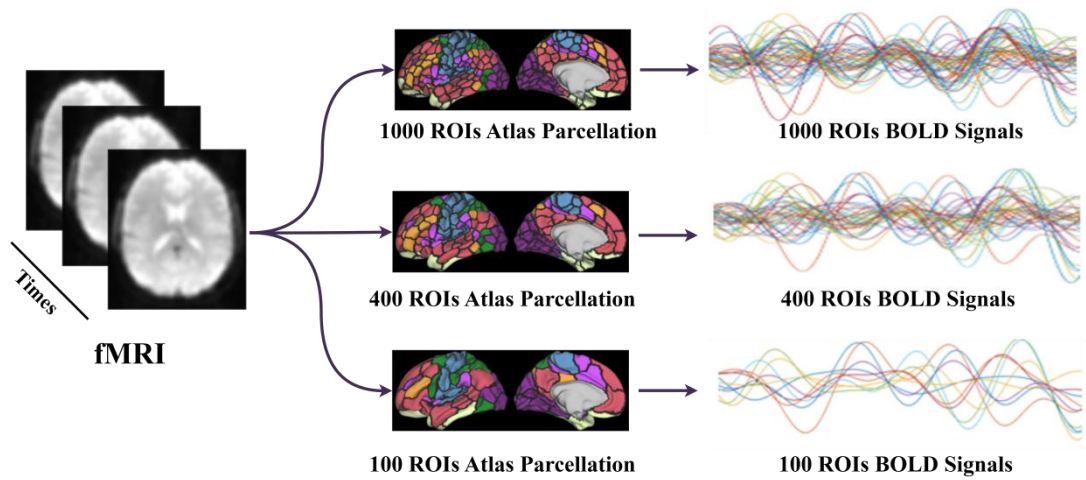 1000 ROIs Atlas Parcellation
1000 ROIs BOLD Signals
Times
fMRI
400 ROIs Atlas Parcellation
400 ROIs BOLD Signals
100 ROIs Atlas Parcellation
100 ROIs BOLD Signals